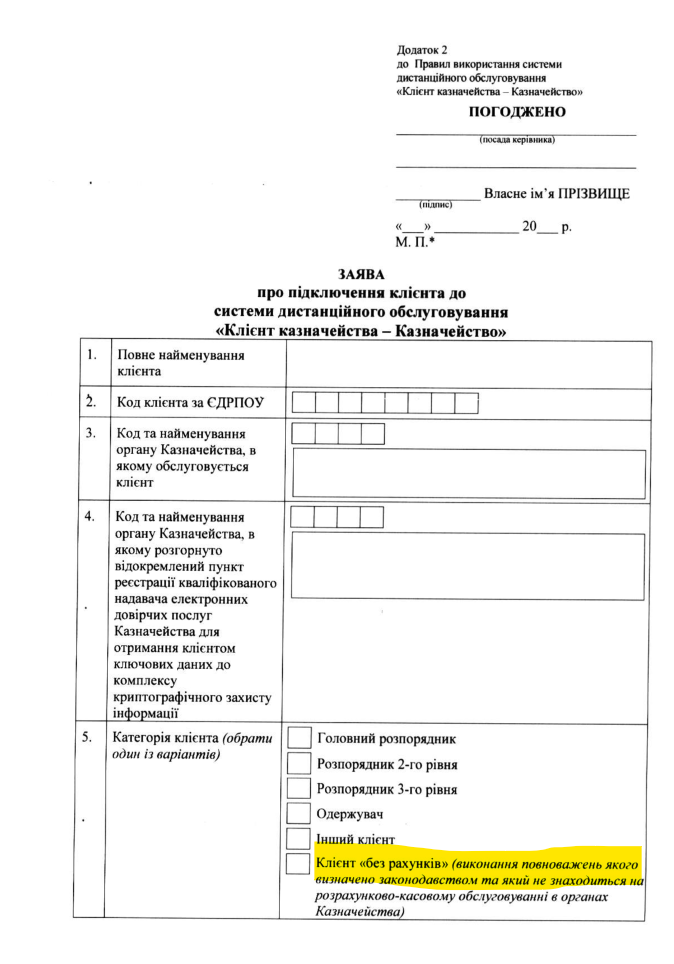 Додаток 2
до Правил використання системи
дистанційного обслуговування
«Клієнт казначейства – Казначейство»
ПОГОДЖЕНО
(посада керівника)
____________ Власне ім’я ПРІЗВИЩЕ
(підпис)
«___» ____________ 20___ р.
М. П.*
ЗАЯВА
про підключення клієнта до
системи дистанційного обслуговування
«Клієнт казначейства – Казначейство»
1. Повне найменування
клієнта
2. Код клієнта за ЄДРПОУ
3. Код та найменування
органу Казначейства, в
якому обслуговується
клієнт
4. Код та найменування
органу Казначейства, в
якому розгорнуто
відокремлений пункт
реєстрації кваліфікованого
надавача електронних
довірчих послуг
Казначейства для
отримання клієнтом
ключових даних до
комплексу
криптографічного захисту
інформації
5. Категорія клієнта (обрати
один із варіантів)
Головний розпорядник
Розпорядник 2-го рівня
Розпорядник 3-го рівня
Одержувач
Інший клієнт
Клієнт «без рахунків» (виконання повноважень якого
визначено законодавством та який не знаходиться на
розрахунково-касовому обслуговуванні в органах
Казначейства)